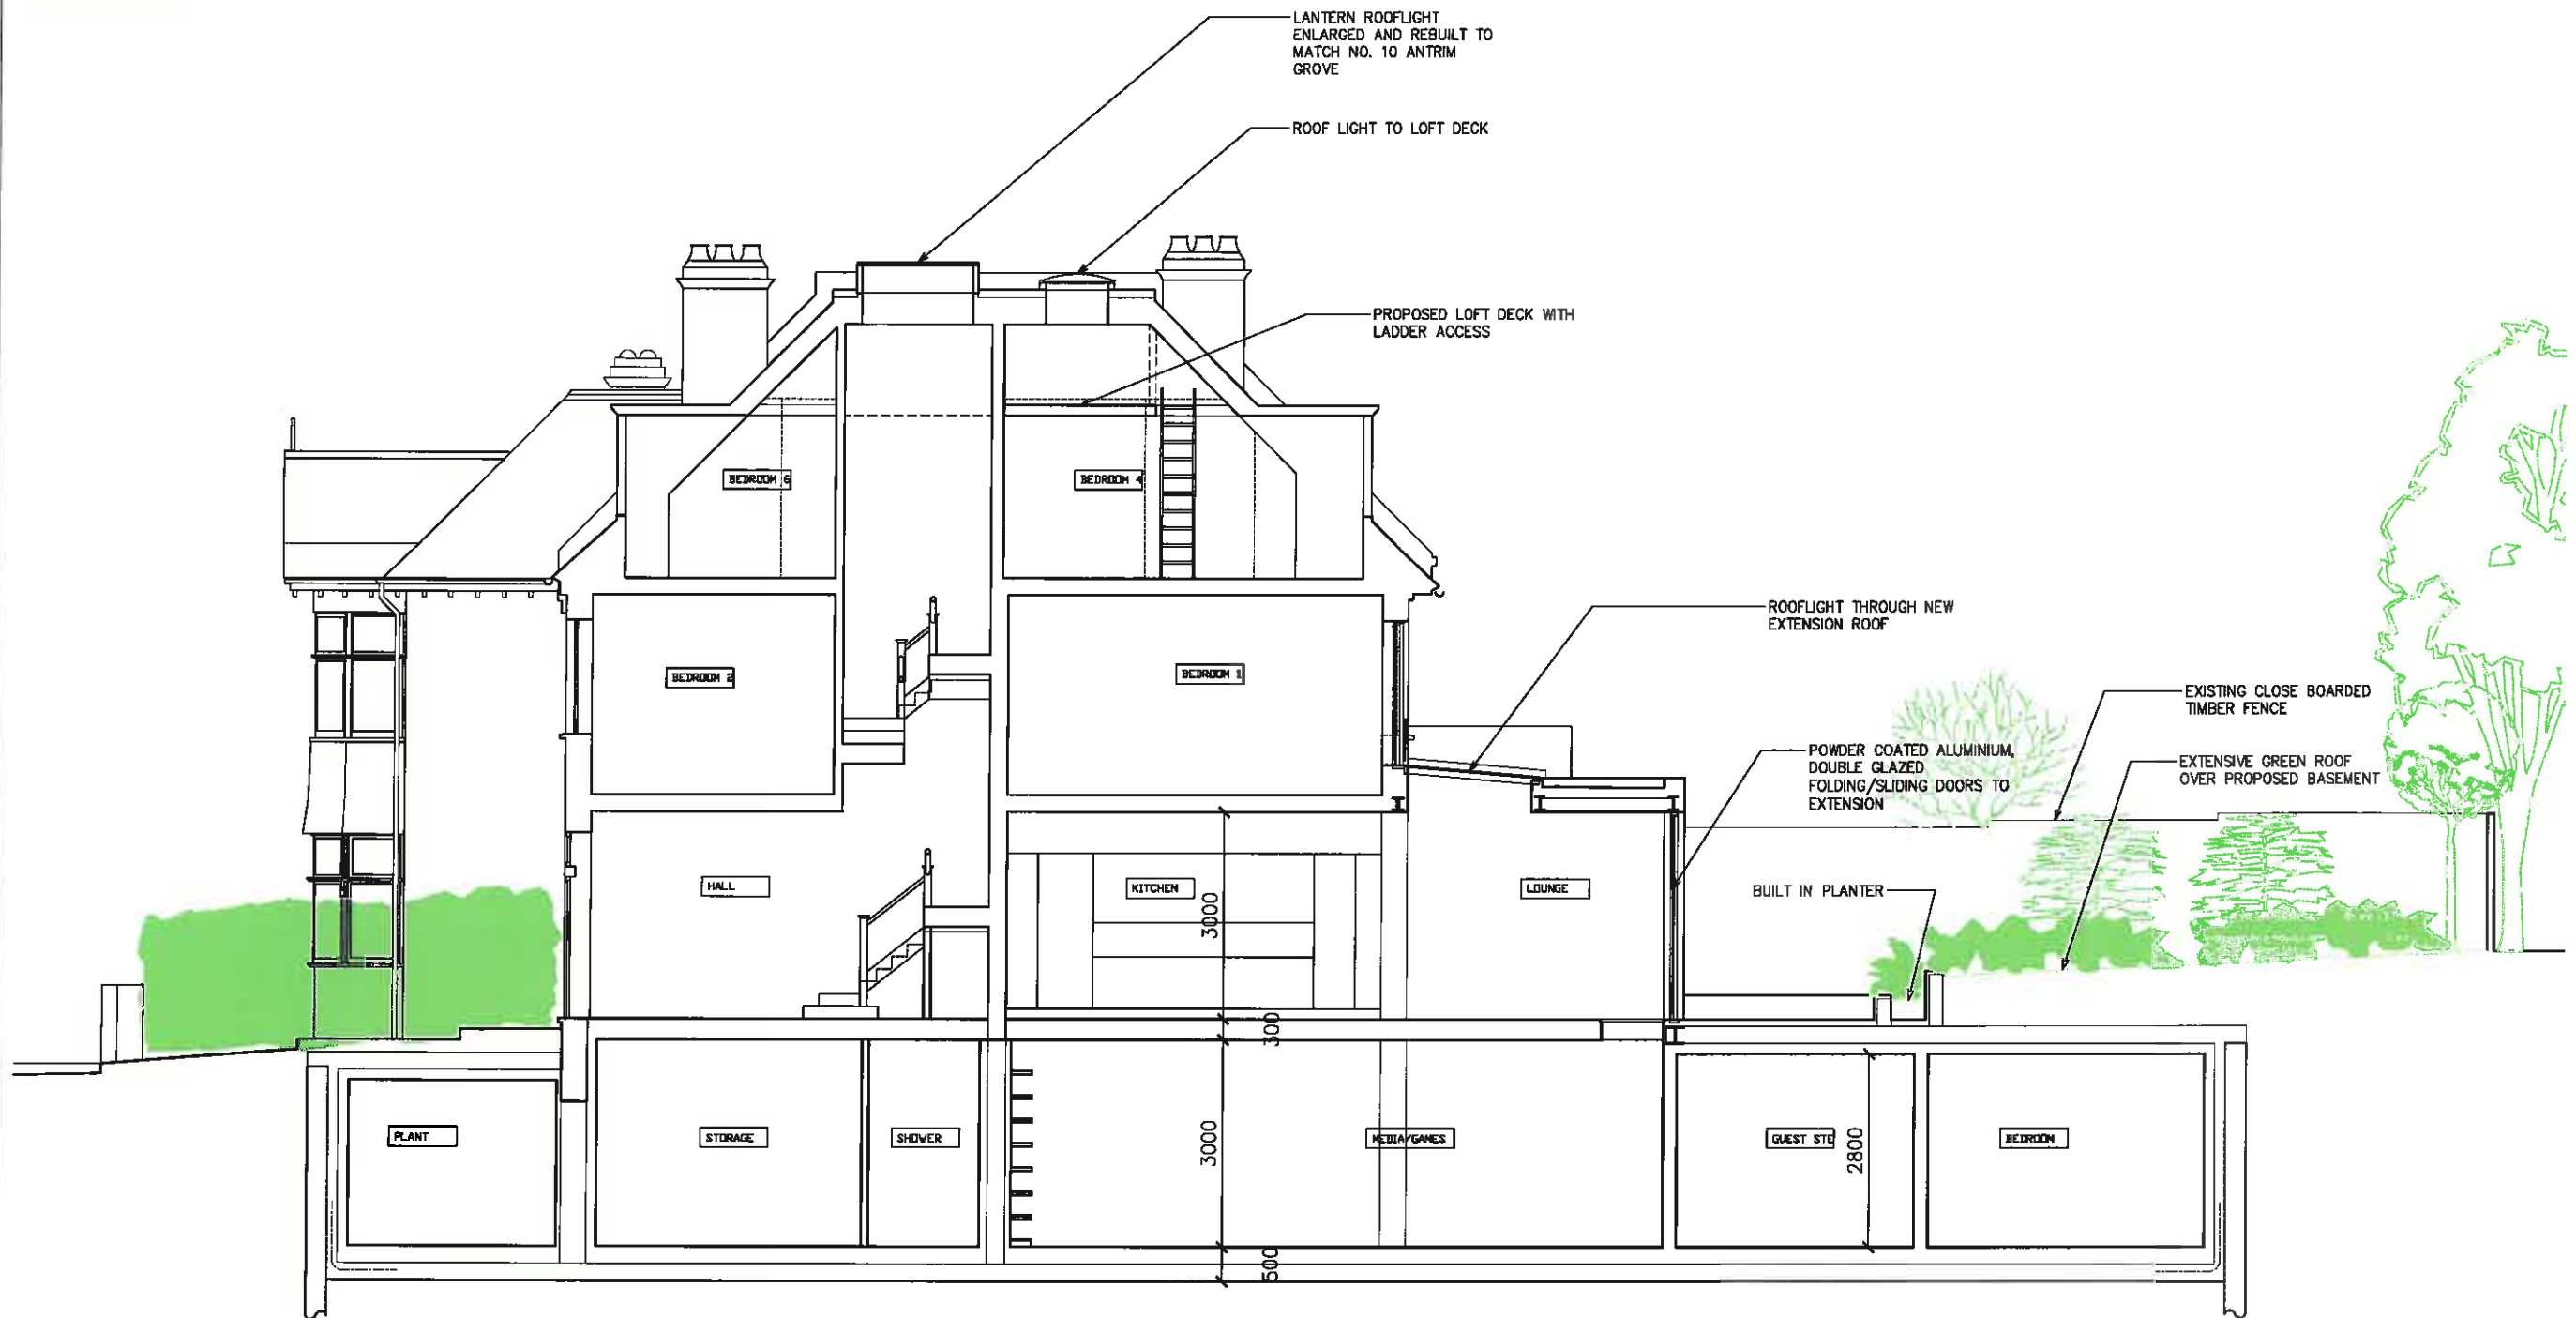 LANTERN ROOFLIGHT
ENLARGED AND REBUILT TO
MATCH NO. 10 ANTRIM
GROVE
ROOF LIGHT TO LOFT DECK
PROPOSED LOFT DECK WITH
LADDER ACCESS
BEDROOM 4
ROOFLIGHT THROUGH NEW
EXTENSION ROOF
BEDROOM 2
BEDROOM 1
EXISTING CLOSE BOARDED
TIMBER FENCE
POWDER COATED ALUMINIUM,
DOUBLE GLAZED
FOLDING/SLIDING DOORS TO
EXTENSION
EXTENSIVE GREEN ROOF
OVER PROPOSED BASEMENT
HALL
KITCHEN
3000
LOUNGE
BUILT IN PLANTER
300
PLANT
STORAGE
SHOWER
3000
MEDIA/GAMES
GUEST STE
2800
BEDROOM
500